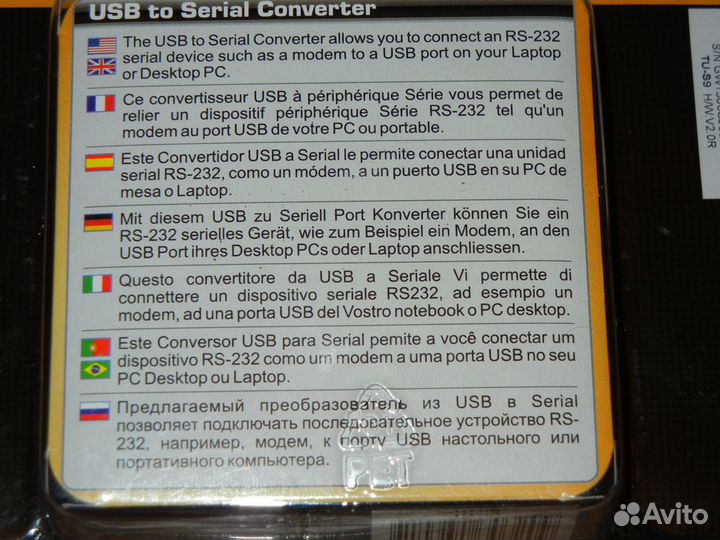 USB to Serial Converter
The USB to Serial Converter allows you to connect an RS-232
serial device such as a modem to a USB port on your Laptop
or Desktop PC.
Ce convertisseur USB à périphérique Série vous permet de
relier un dispositif périphérique Série RS-232 tel qu'un
modem au port USB de votre PC ou portable.
Este Convertidor USB a Serial le permite conectar una unidad
serial RS-232, como un módem, a un puerto USB en su PC de
mesa o Laptop.
Mit diesem USB zu Seriell Port Konverter können Sie ein
RS-232 serielles Gerät, wie zum Beispiel ein Modem, an den
USB Port ihres Desktop PCs oder Laptop anschliessen.
Questo convertitore da USB a Seriale Vi permette di
connettere un dispositivo seriale RS232, ad esempio un
modem, ad una porta USB del Vostro notebook o PC desktop.
Este Conversor USB para Serial pemite a você conectar um
dispositivo RS-232 como um modem a uma porta USB no seu
PC Desktop ou Laptop.
Предлагаемый преобразователь из USB в Serial
позволяет подключать последовательное устройство RS-
232, например, модем, к порту USB настольного или
портативного компьютера.
PET
TU-S9 H/W:V2.0R
Avito